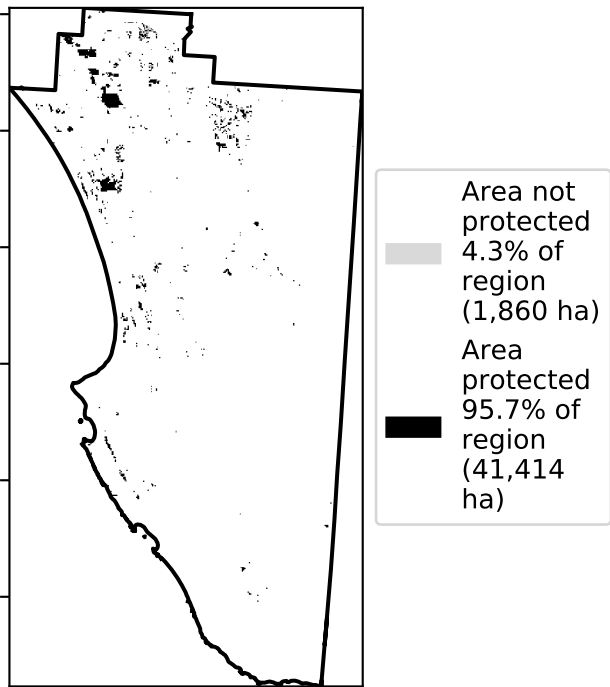 Area not
protected
4.3% of
region
(1,860 ha)
Area
protected
95.7% of
region
(41,414
ha)